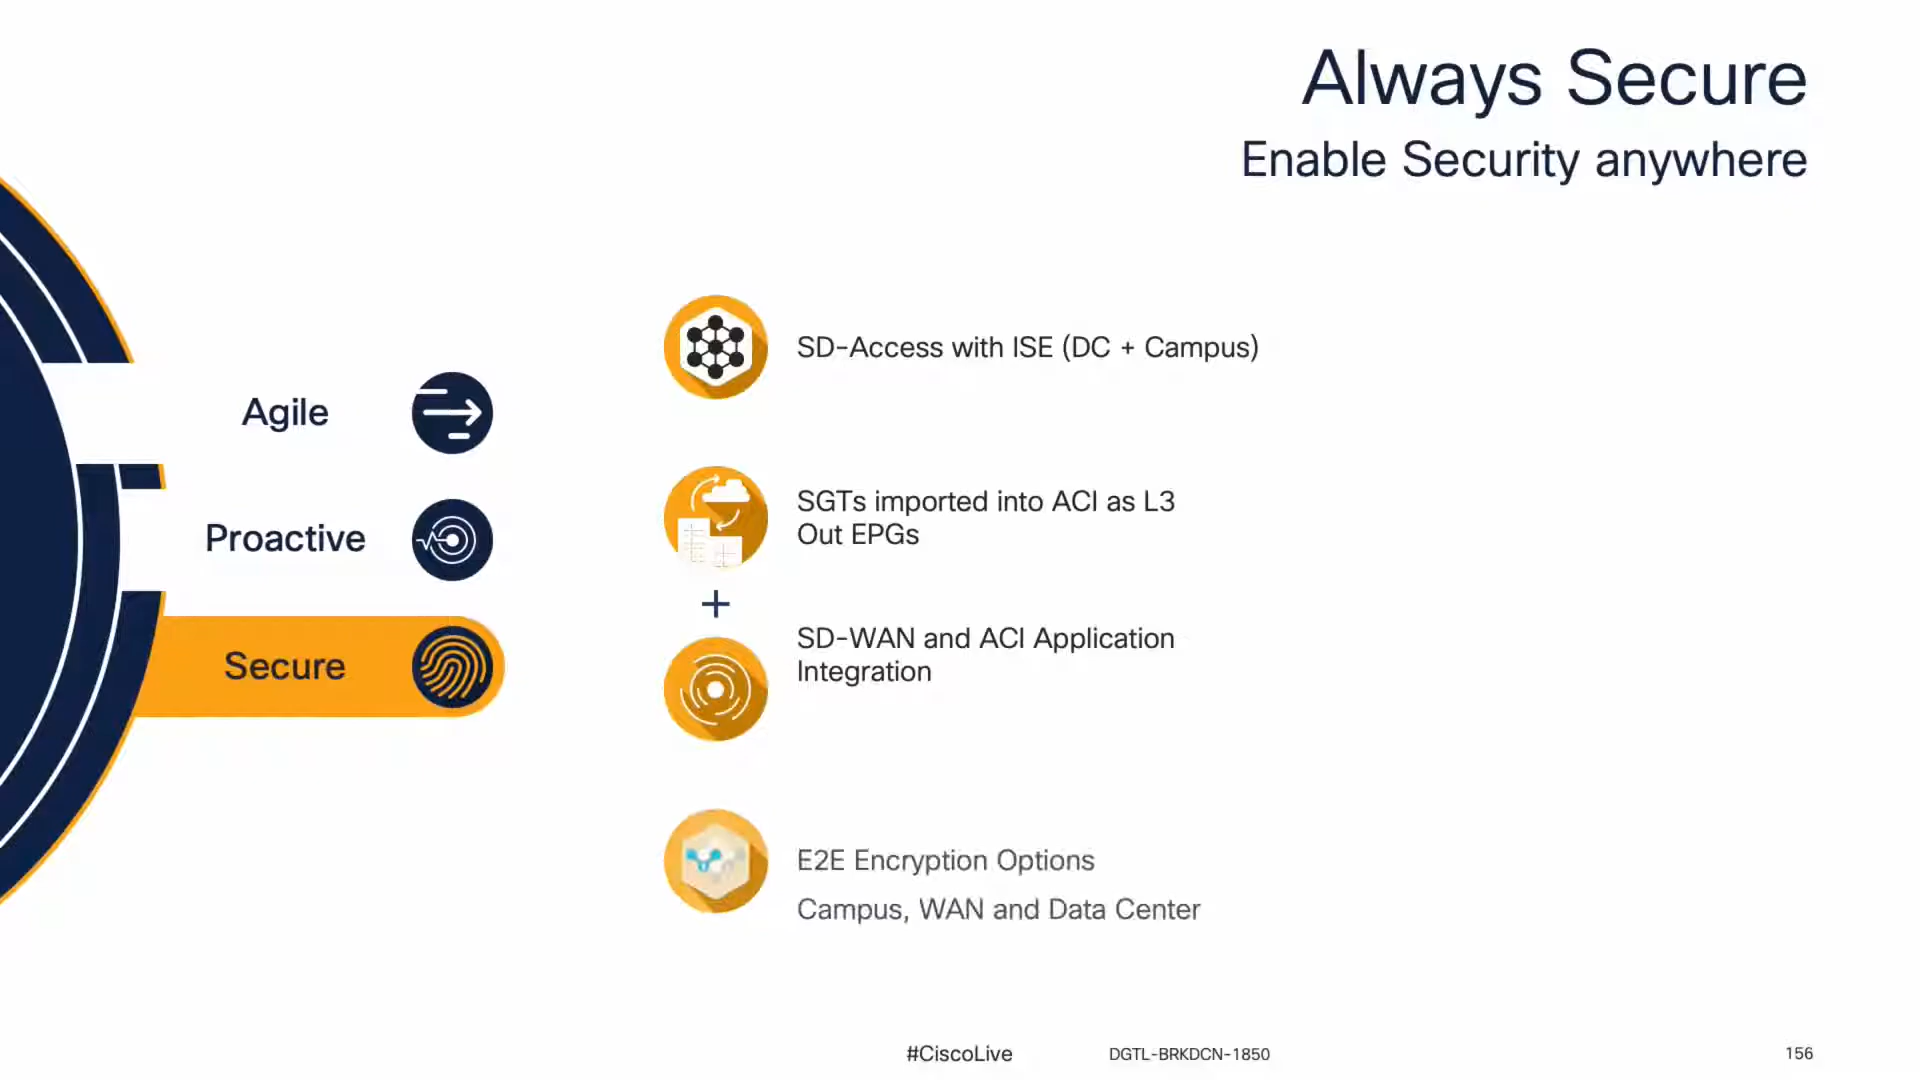 Always Secure
Enable Security anywhere
Agile
Proactive
Secure
SD-Access with ISE (DC + Campus)
SGTs imported into ACI as L3
Out EPGs
+
SD-WAN and ACI Application
Integration
E2E Encryption Options
Campus, WAN and Data Center
#CiscoLive
DGTL-BRKDCN-1850
156